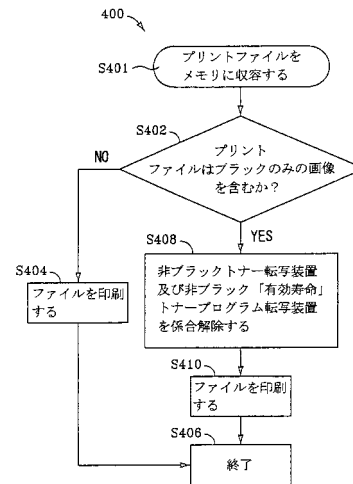 400
S401
プリントファイルを
メモリに収容する
S402
プリント
ファイルはブラックのみの画像
を含むか?
NO
YES
S408
非ブラックトナー転写装置
及び非ブラック「有効寿命」
トナープログラム転写装置
を係合解除する
S404
ファイルを印刷
する
S410
ファイルを印刷
する
S406
終了